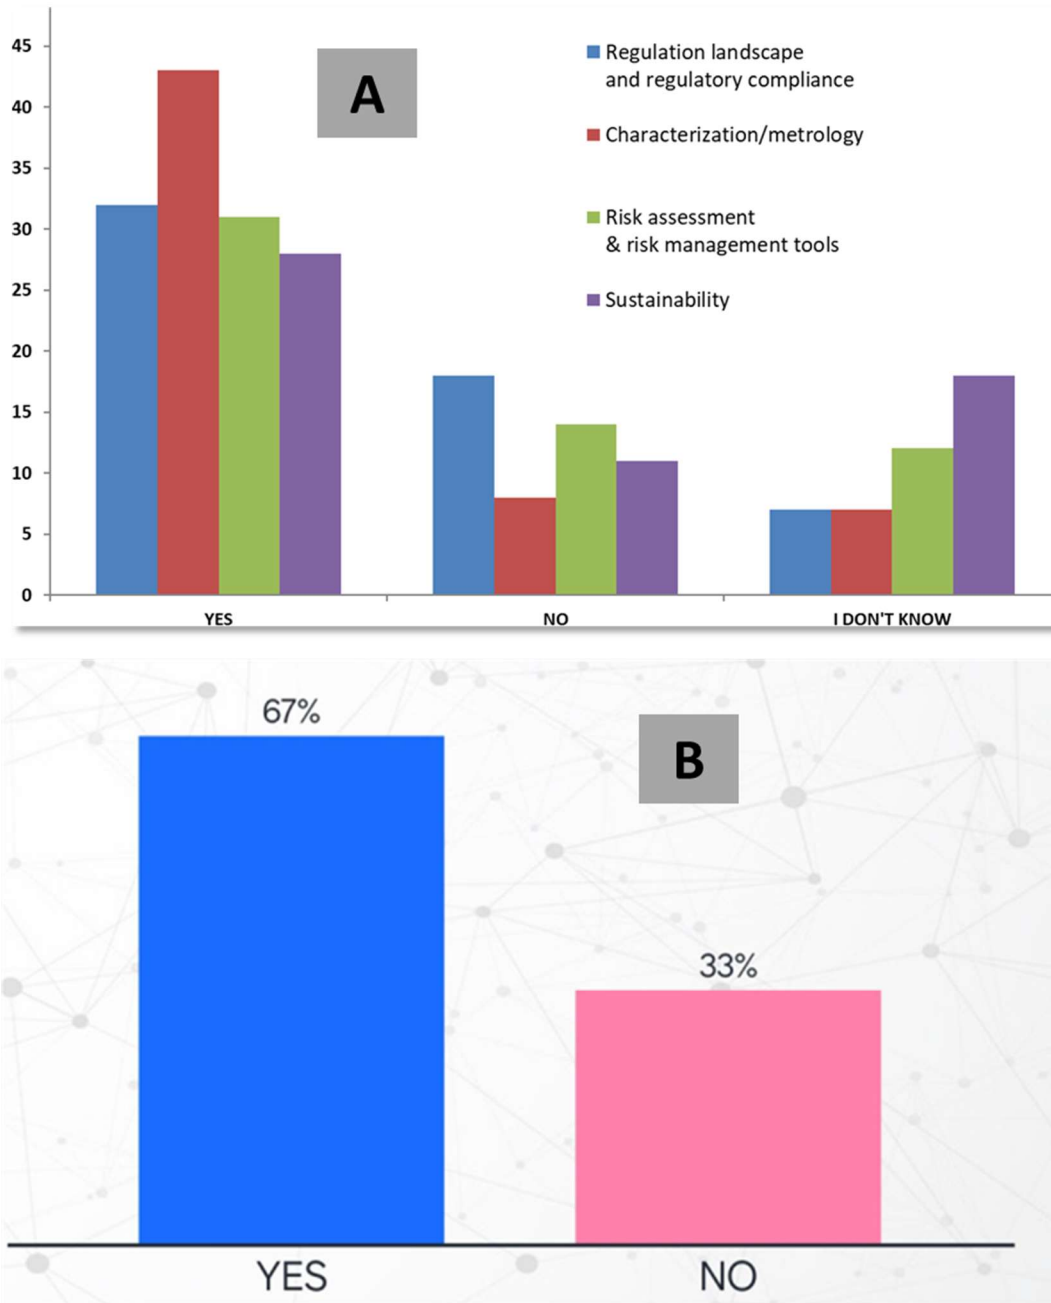 45
40
35
30
25
20
15
10
5
0
A
Regulation landscape
and regulatory compliance
Characterization/metrology
Risk assessment
& risk management tools
Sustainability
YES NO I DON'T KNOW
67%
B
33%
YES NO